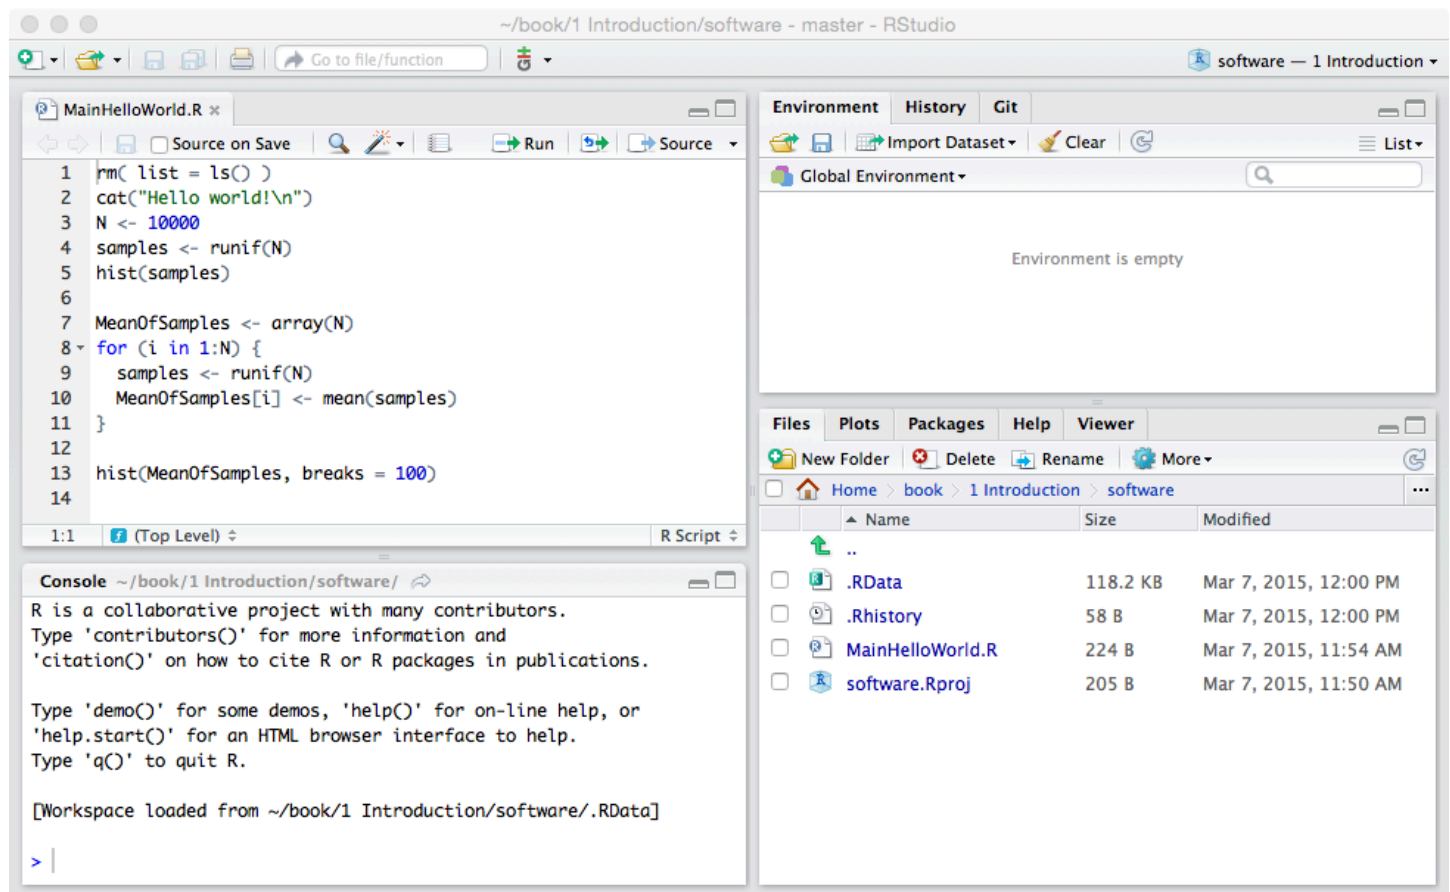 ~/book/1 Introduction/software - master - RStudio
Go to file/function
software — 1 Introduction
MainHelloWorld.R
Source on Save Run Source
1 rm( list = ls() )
2 cat("Hello world!\n")
3 N <- 10000
4 samples <- runif(N)
5 hist(samples)
6
7 MeanOfSamples <- array(N)
8 for (i in 1:N) {
9 samples <- runif(N)
10 MeanOfSamples[i] <- mean(samples)
11 }
12
13 hist(MeanOfSamples, breaks = 100)
14
1:1 (Top Level) R Script
Console ~/book/1 Introduction/software/
R is a collaborative project with many contributors.
Type 'contributors()' for more information and
'citation()' on how to cite R or R packages in publications.
Type 'demo()' for some demos, 'help()' for on-line help, or
'help.start()' for an HTML browser interface to help.
Type 'q()' to quit R.
[Workspace loaded from ~/book/1 Introduction/software/.RData]
>
Environment History Git
Import Dataset Clear List
Global Environment
Environment is empty
Files Plots Packages Help Viewer
New Folder Delete Rename More
Home book 1 Introduction software ...
Name Size Modified
..
.RData 118.2 KB Mar 7, 2015, 12:00 PM
.Rhistory 58 B Mar 7, 2015, 12:00 PM
MainHelloWorld.R 224 B Mar 7, 2015, 11:54 AM
software.Rproj 205 B Mar 7, 2015, 11:50 AM